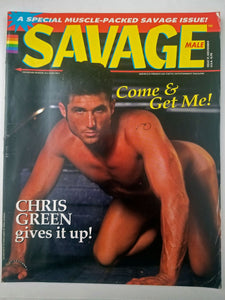 A SPECIAL MUSCLE-PACKED SAVAGE ISSUE!
SAVAGE
MALE
Come &
Get Me!
CHRIS
GREEN
gives it up!